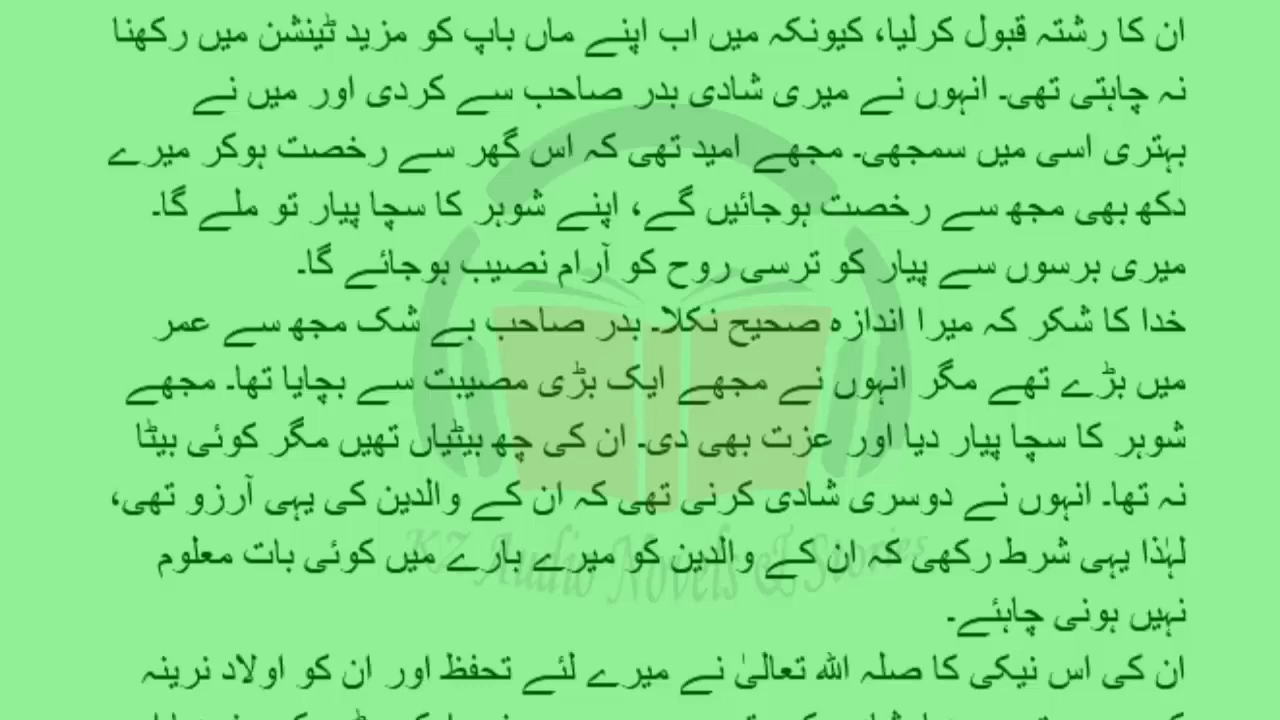 ان کا رشتہ قبول کرلیا، کیونکہ میں اب اپنے ماں باپ کو مزید ٹینشن میں رکھنا
نہ چاہتی تھی۔ انہوں نے میری شادی بدر صاحب سے کردی اور میں نے
بہتری اسی میں سمجھی۔ مجھے امید تھی کہ اس گھر سے رخصت ہوکر میرے
دکھ بھی مجھ سے رخصت ہوجائیں گے، اپنے شوہر کا سچا پیار تو ملے گا۔
میری برسوں سے پیار کو ترسی روح کو آرام نصیب ہوجائے گا۔
خدا کا شکر کہ میرا اندازہ صحیح نکلا۔ بدر صاحب بے شک مجھ سے عمر
میں بڑے تھے مگر انہوں نے مجھے ایک بڑی مصیبت سے بچایا تھا۔ مجھے
شوہر کا سچا پیار دیا اور عزت بھی دی۔ ان کی چھ بیٹیاں تھیں مگر کوئی بیٹا
نہ تھا۔ انہوں نے دوسری شادی کرنی تھی کہ ان کے والدین کی یہی آرزو تھی،
لہٰذا یہی شرط رکھی کہ ان کے والدین کو میرے بارے میں کوئی بات معلوم
نہیں ہونی چاہئے۔
KZ Audio Novels & Stories
ان کی اس نیکی کا صلہ اللہ تعالیٰ نے میرے لئے تحفظ اور ان کو اولاد نرینہ